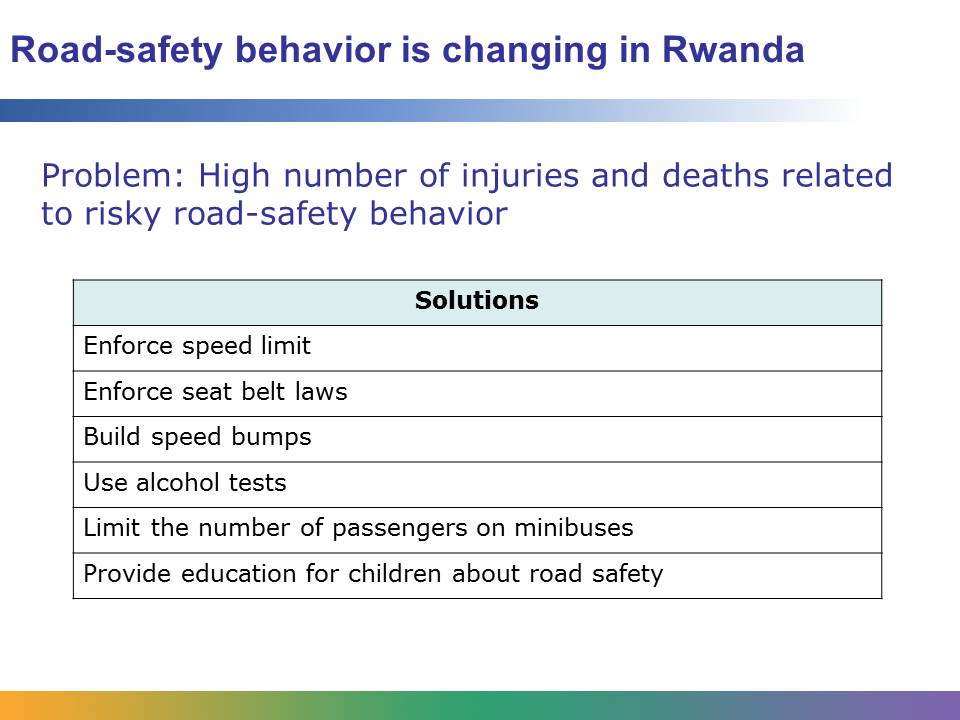 Road-safety behavior is changing in Rwanda
Problem: High number of injuries and deaths related
to risky road-safety behavior
Solutions
Enforce speed limit
Enforce seat belt laws
Build speed bumps
Use alcohol tests
Limit the number of passengers on minibuses
Provide education for children about road safety